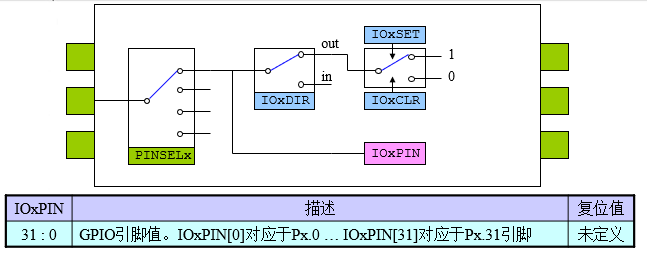 IOxSET
out
1
in
0
IOxDIR
IOxCLR
PINSELx
IOxPIN
IOxPIN 描述 复位值
31 : 0 GPIO引脚值。IOxPIN[0]对应于Px.0 … IOxPIN[31]对应于Px.31引脚 未定义